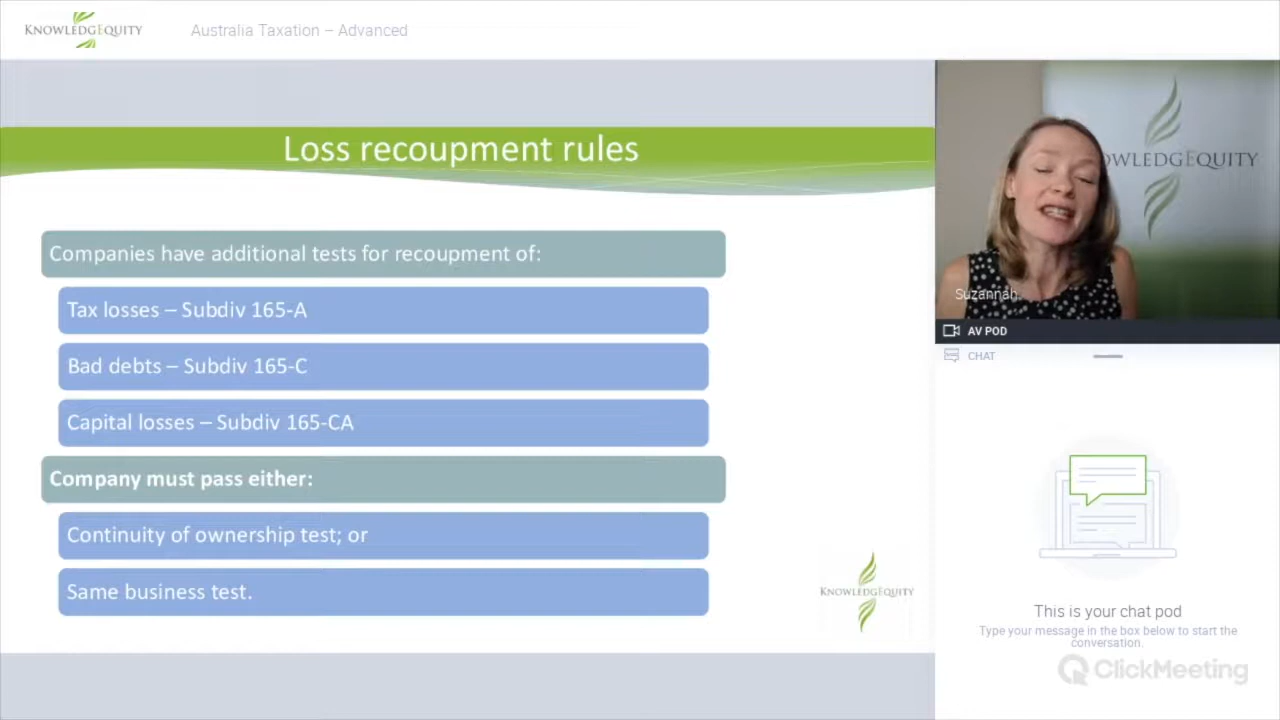 KNOWLEDGEQUITY
Australia Taxation – Advanced
Loss recoupment rules
Companies have additional tests for recoupment of:
Tax losses – Subdiv 165-A
Bad debts – Subdiv 165-C
Capital losses – Subdiv 165-CA
Company must pass either:
Continuity of ownership test; or
Same business test.
KNOWLEDGEQUITY
OWLEDGEQUITY
Suzannah
AV POD
CHAT
This is your chat pod
Type your message in the box below to start the
conversation.
ClickMeeting